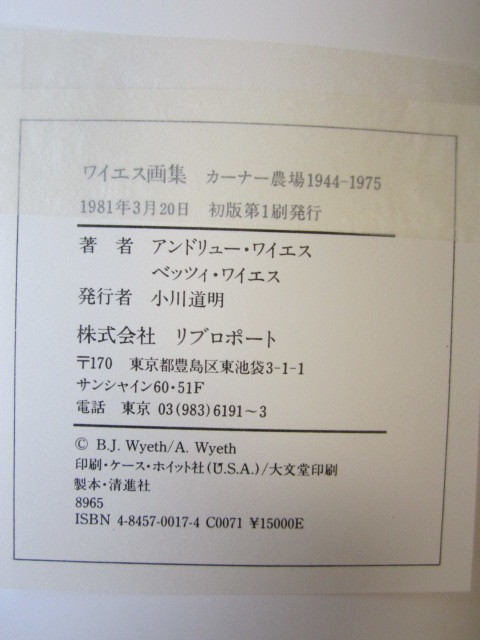 ワイエス画集　カーナー農場1944-1975
1981年3月20日　初版第1刷発行
著　者　アンドリュー・ワイエス
ベッツィ・ワイエス
発行者　小川道明
株式会社　リブロポート
〒170　東京都豊島区東池袋3-1-1
サンシャイン60・51F
電話　東京 03(983)6191〜3
© B.J. Wyeth/A. Wyeth
印刷・ケース・ホイット社(U.S.A.)/大文堂印刷
製本・清進社
8965
ISBN 4-8457-0017-4 C0071 ¥15000E